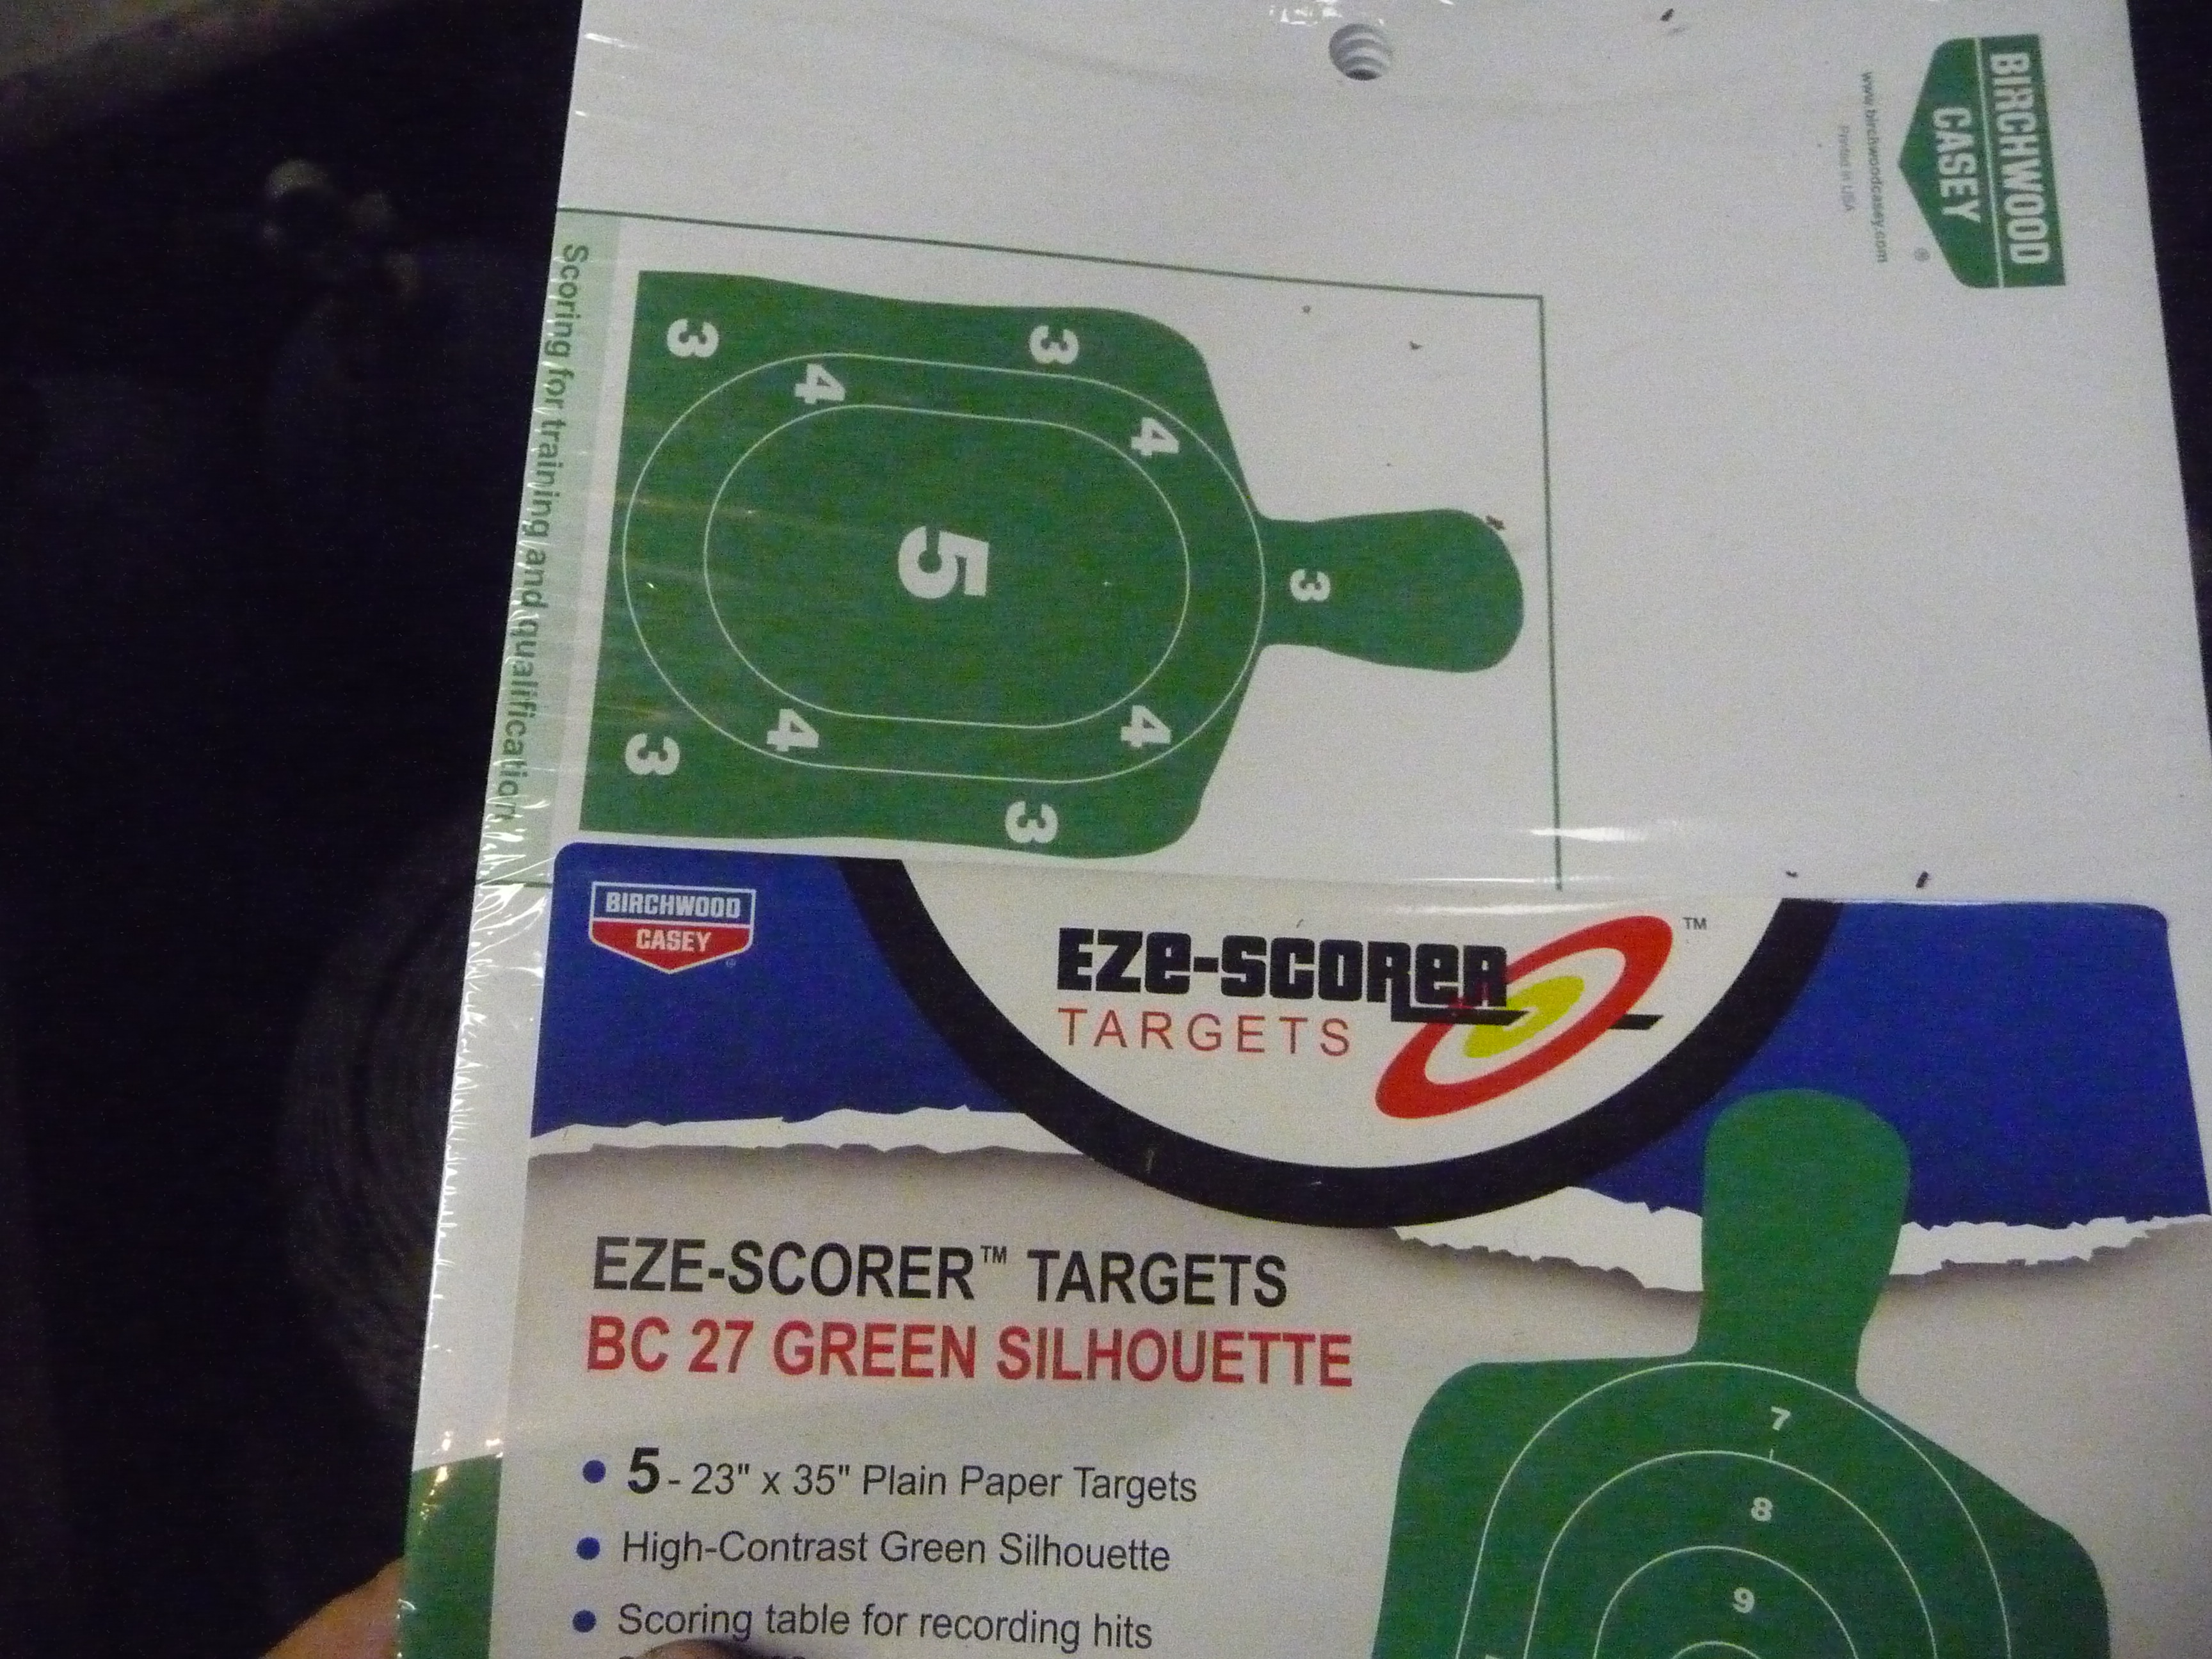 BIRCHWOOD
CASEY
®
www.birchwoodcasey.com
Printed in USA
3
3
4
4
5
3
4
4
3
3
Scoring for training and qualification
BIRCHWOOD
CASEY
®
EZE-SCORER
TARGETS
™
EZE-SCORER™ TARGETS
BC 27 GREEN SILHOUETTE
• 5 - 23" x 35" Plain Paper Targets
• High-Contrast Green Silhouette
• Scoring table for recording hits
7
8
9